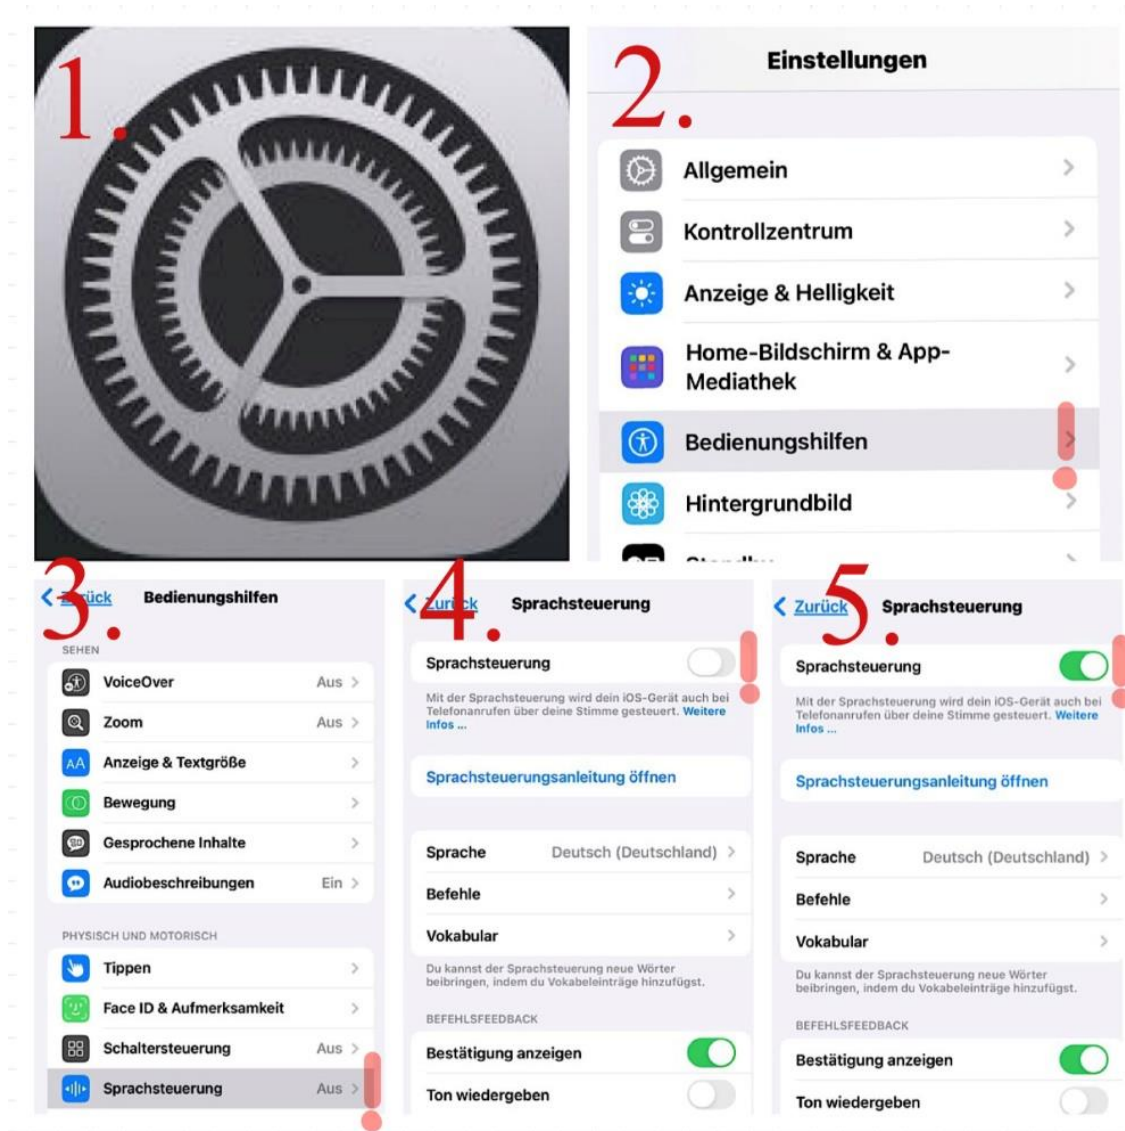 1.
2.
Einstellungen
Allgemein
Kontrollzentrum
Anzeige & Helligkeit
Home-Bildschirm & App-
Mediathek
Bedienungshilfen
Hintergrundbild
3.
Zurück
Bedienungshilfen
SEHEN
VoiceOver Aus
Zoom Aus
Anzeige & Textgröße
Bewegung
Gesprochene Inhalte
Audiobeschreibungen Ein
PHYSISCH UND MOTORISCH
Tippen
Face ID & Aufmerksamkeit
Schaltersteuerung Aus
Sprachsteuerung Aus
4.
Zurück
Sprachsteuerung
Sprachsteuerung
Mit der Sprachsteuerung wird dein iOS-Gerät auch bei
Telefonanrufen über deine Stimme gesteuert. Weitere
Infos ...
Sprachsteuerungsanleitung öffnen
Sprache Deutsch (Deutschland)
Befehle
Vokabular
Du kannst der Sprachsteuerung neue Wörter
beibringen, indem du Vokabeleinträge hinzufügst.
BEFEHLSFEEDBACK
Bestätigung anzeigen
Ton wiedergeben
5.
Zurück
Sprachsteuerung
Sprachsteuerung
Mit der Sprachsteuerung wird dein iOS-Gerät auch bei
Telefonanrufen über deine Stimme gesteuert. Weitere
Infos ...
Sprachsteuerungsanleitung öffnen
Sprache Deutsch (Deutschland)
Befehle
Vokabular
Du kannst der Sprachsteuerung neue Wörter
beibringen, indem du Vokabeleinträge hinzufügst.
BEFEHLSFEEDBACK
Bestätigung anzeigen
Ton wiedergeben